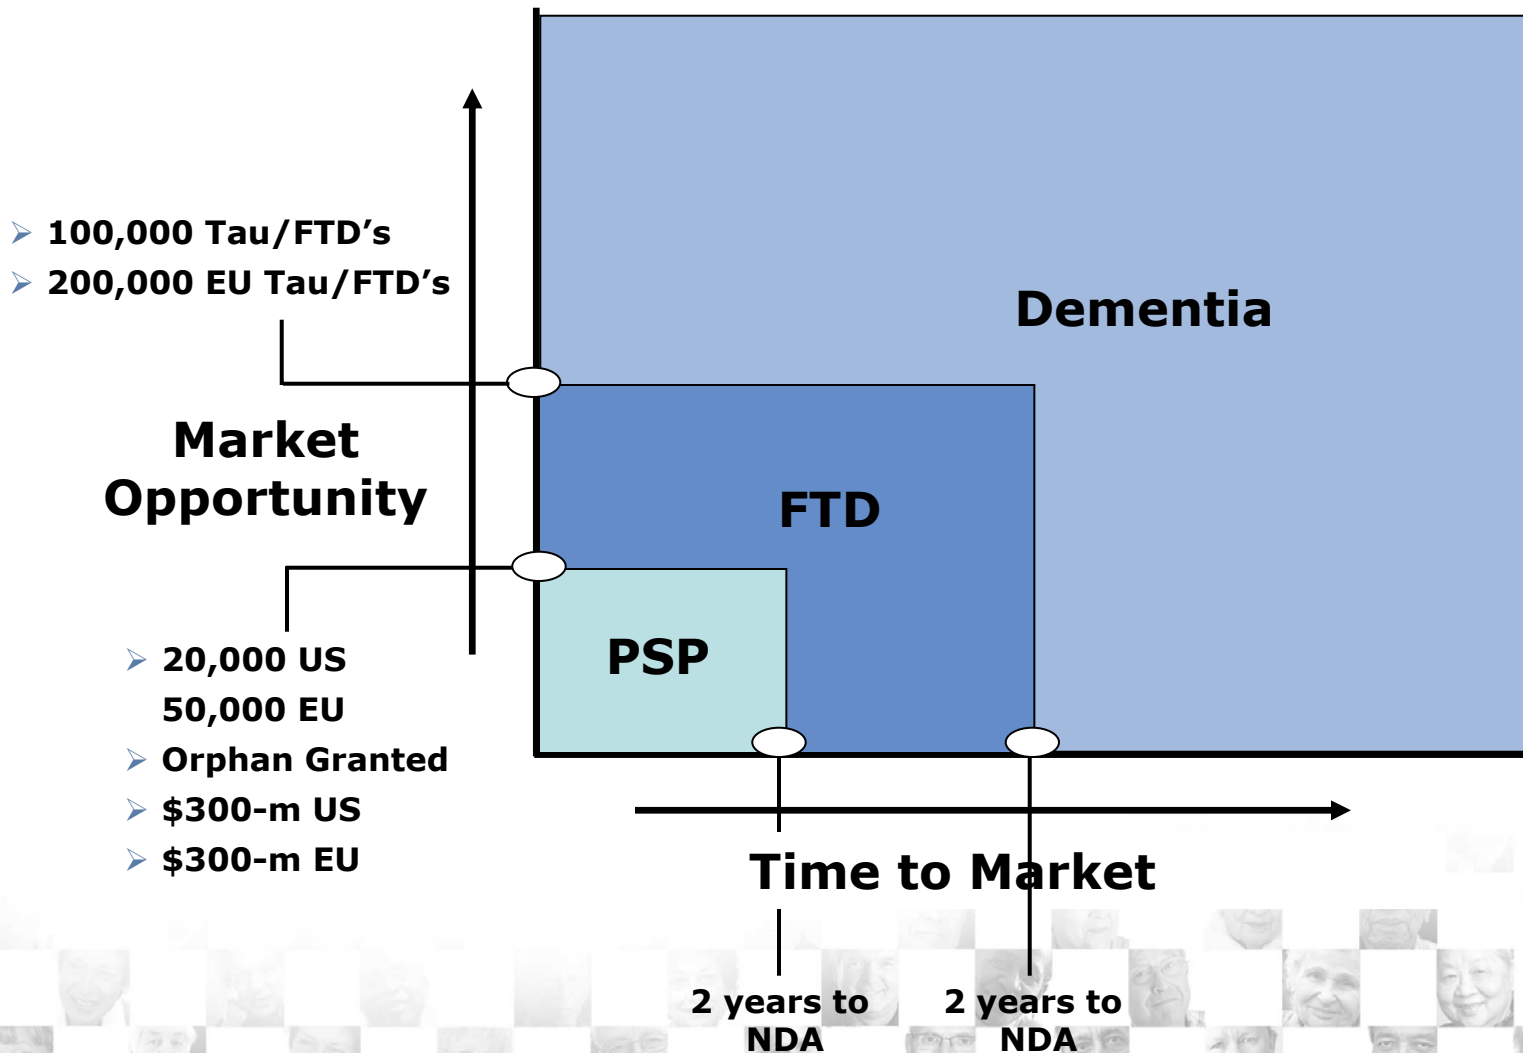 ➢ 100,000 Tau/FTD’s
➢ 200,000 EU Tau/FTD’s
Dementia
Market
Opportunity
FTD
PSP
➢ 20,000 US
50,000 EU
➢ Orphan Granted
➢ $300-m US
➢ $300-m EU
Time to Market
2 years to
NDA
2 years to
NDA